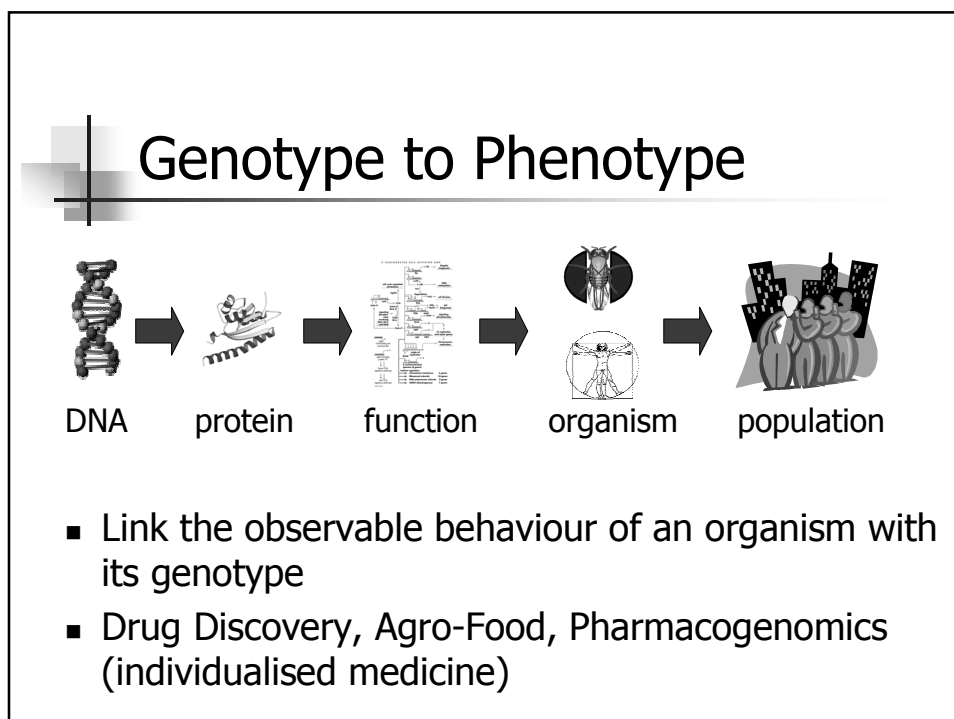 Genotype to Phenotype
DNA protein function organism population
■ Link the observable behaviour of an organism with
its genotype
■ Drug Discovery, Agro-Food, Pharmacogenomics
(individualised medicine)